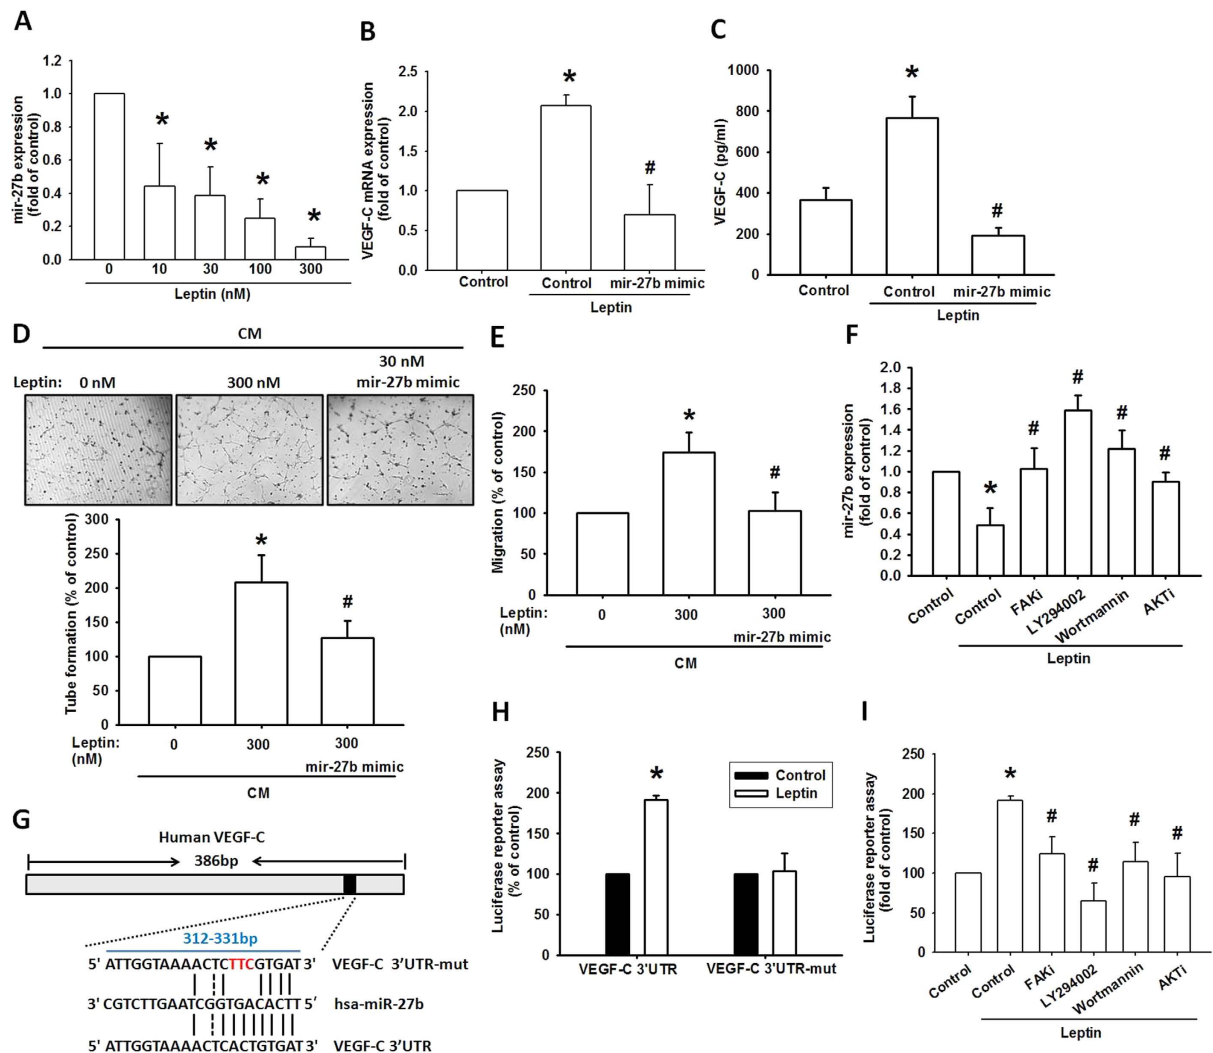 A
mir-27b expression
(fold of control)
1.2
1.0
0.8
0.6
0.4
0.2
0.0
*
*
*
*
0 10 30 100 300
Leptin (nM)
B
VEGF-C mRNA expression
(fold of control)
2.5
2.0
1.5
1.0
0.5
0.0
*
#
Control Control mir-27b mimic
Leptin
C
VEGF-C (pg/ml)
1000
800
600
400
200
0
*
#
Control Control mir-27b mimic
Leptin
D
CM
30 nM
Leptin: 0 nM 300 nM mir-27b mimic
Tube formation (% of control)
300
250
200
150
100
50
0
*
#
Leptin: 0 300 300
(nM) mir-27b mimic
CM
E
Migration (% of control)
250
200
150
100
50
0
*
#
Leptin: 0 300 300
(nM) mir-27b mimic
CM
F
mir-27b expression
(fold of control)
2.0
1.8
1.6
1.4
1.2
1.0
0.8
0.6
0.4
0.2
0.0
*
#
#
#
#
Control Control FAKi LY294002 Wortmannin AKTi
Leptin
G
Human VEGF-C
386bp
312-331bp
5' ATTGGTAAAACTCTTCGTGAT 3' VEGF-C 3'UTR-mut
3' CGTCTTGAATCGGTGACACTT 5' hsa-miR-27b
5' ATTGGTAAAACTCACTGTGAT 3' VEGF-C 3'UTR
H
Luciferase reporter assay
(% of control)
250
200
150
100
50
0
*
Control
Leptin
VEGF-C 3'UTR VEGF-C 3'UTR-mut
I
Luciferase reporter assay
(fold of control)
250
200
150
100
50
0
*
#
#
#
#
Control Control FAKi LY294002 Wortmannin AKTi
Leptin